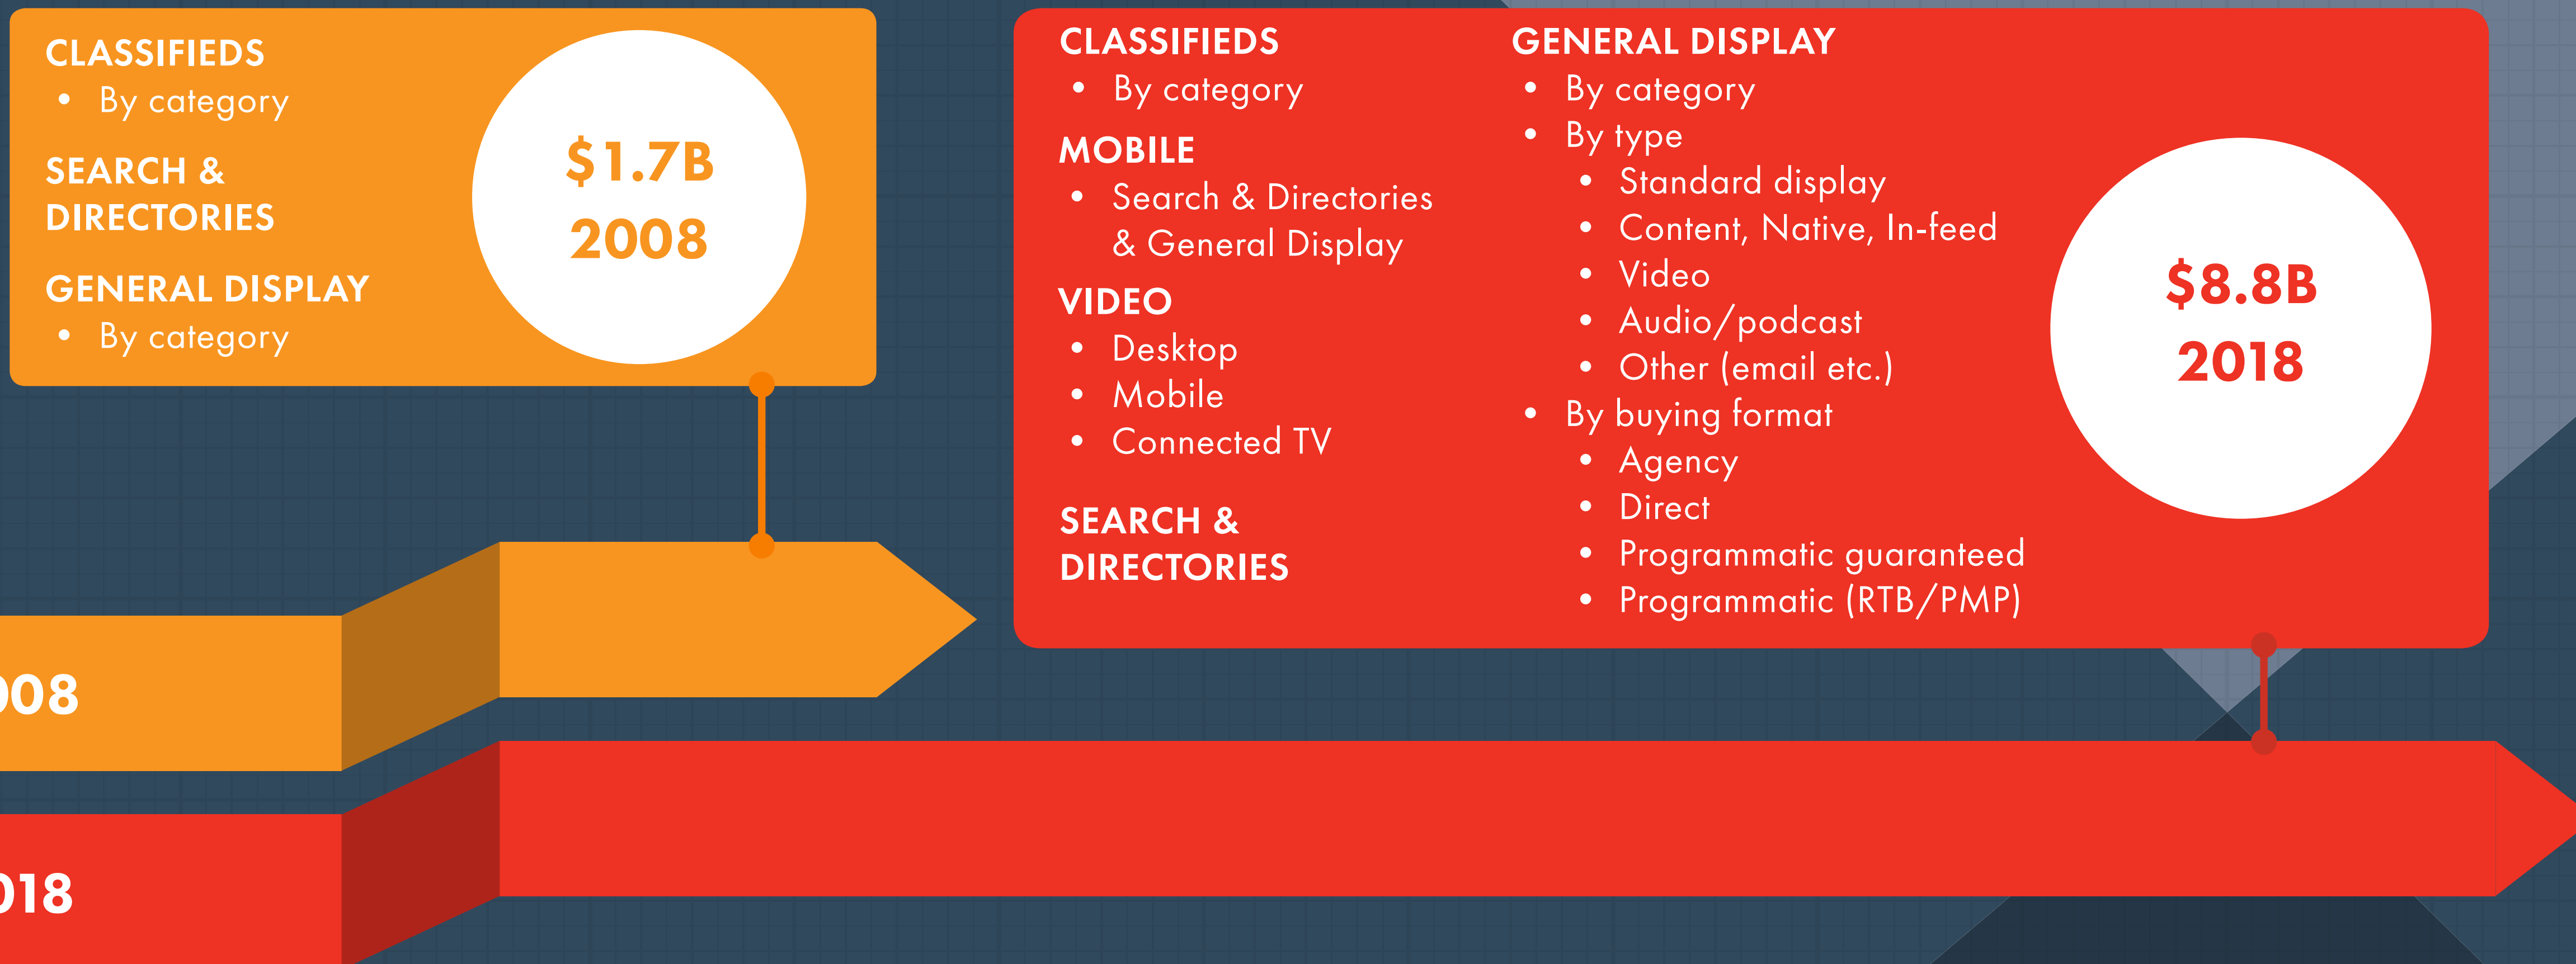 CLASSIFIEDS
• By category
SEARCH &
DIRECTORIES
GENERAL DISPLAY
• By category
$1.7B
2008
CLASSIFIEDS
• By category
MOBILE
• Search & Directories
& General Display
VIDEO
• Desktop
• Mobile
• Connected TV
SEARCH &
DIRECTORIES
GENERAL DISPLAY
• By category
• By type
• Standard display
• Content, Native, In-feed
• Video
• Audio/podcast
• Other (email etc.)
• By buying format
• Agency
• Direct
• Programmatic guaranteed
• Programmatic (RTB/PMP)
$8.8B
2018
008
018